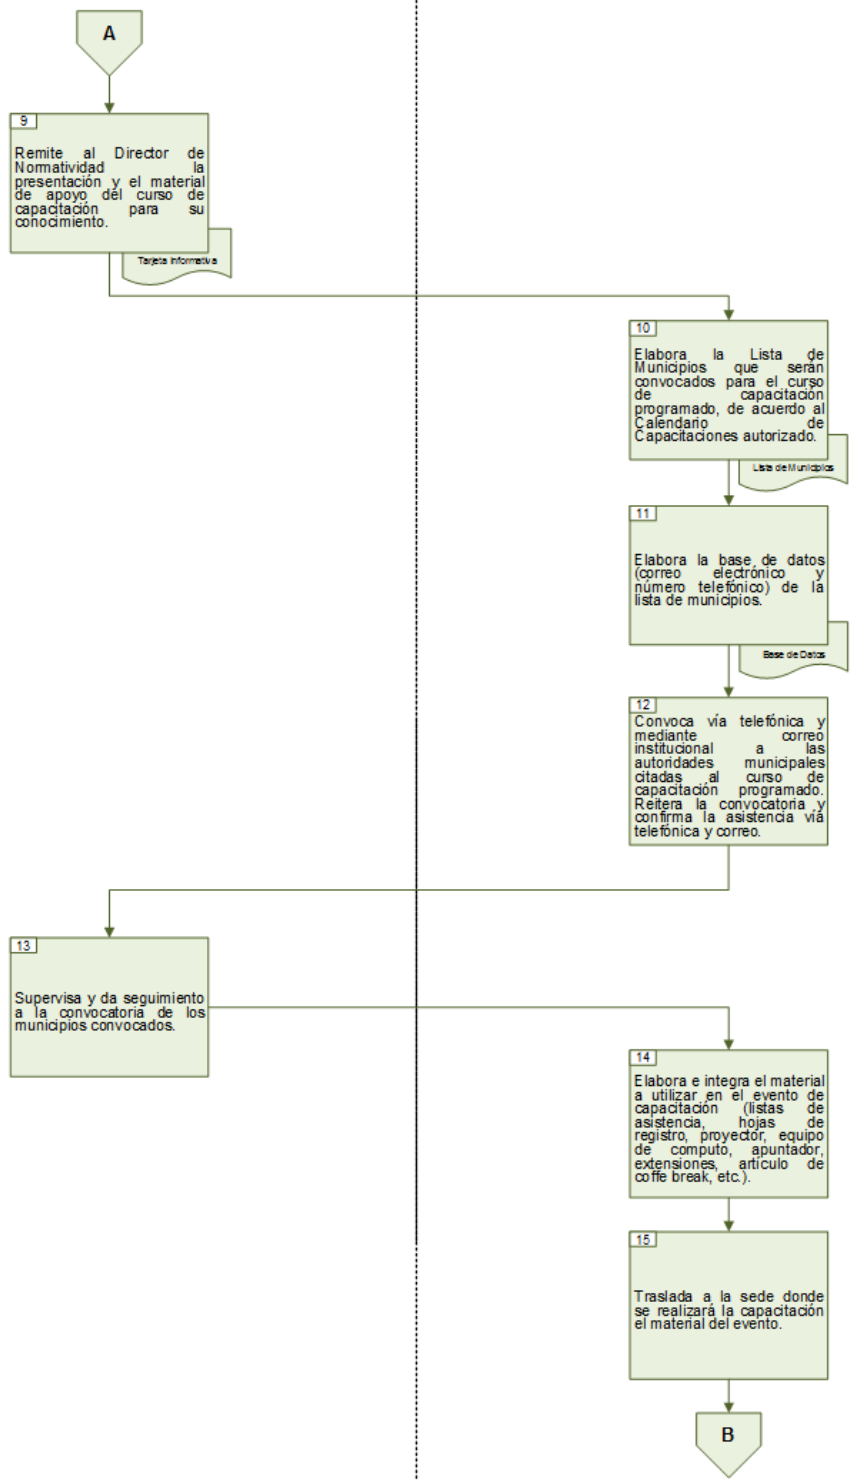 A
9
Remite al Director de
Normatividad la
presentación y el material
de apoyo del curso de
capacitación para su
conocimiento.
Tarjeta Informativa
10
Elabora la Lista de
Municipios que serán
convocados para el curso
de capacitación
programado, de acuerdo al
Calendario de
Capacitaciones autorizado.
Lista de Municipios
11
Elabora la base de datos
(correo electrónico y
número telefónico) de la
lista de municipios.
Base de Datos
12
Convoca vía telefónica y
mediante correo
institucional a las
autoridades municipales
citadas al curso de
capacitación programado.
Reitera la convocatoria y
confirma la asistencia vía
telefónica y correo.
13
Supervisa y da seguimiento
a la convocatoria de los
municipios convocados.
14
Elabora e integra el material
a utilizar en el evento de
capacitación (listas de
asistencia, hojas de
registro, proyector, equipo
de computo, apuntador,
extensiones, artículo de
coffe break, etc.).
15
Traslada a la sede donde
se realizará la capacitación
el material del evento.
B